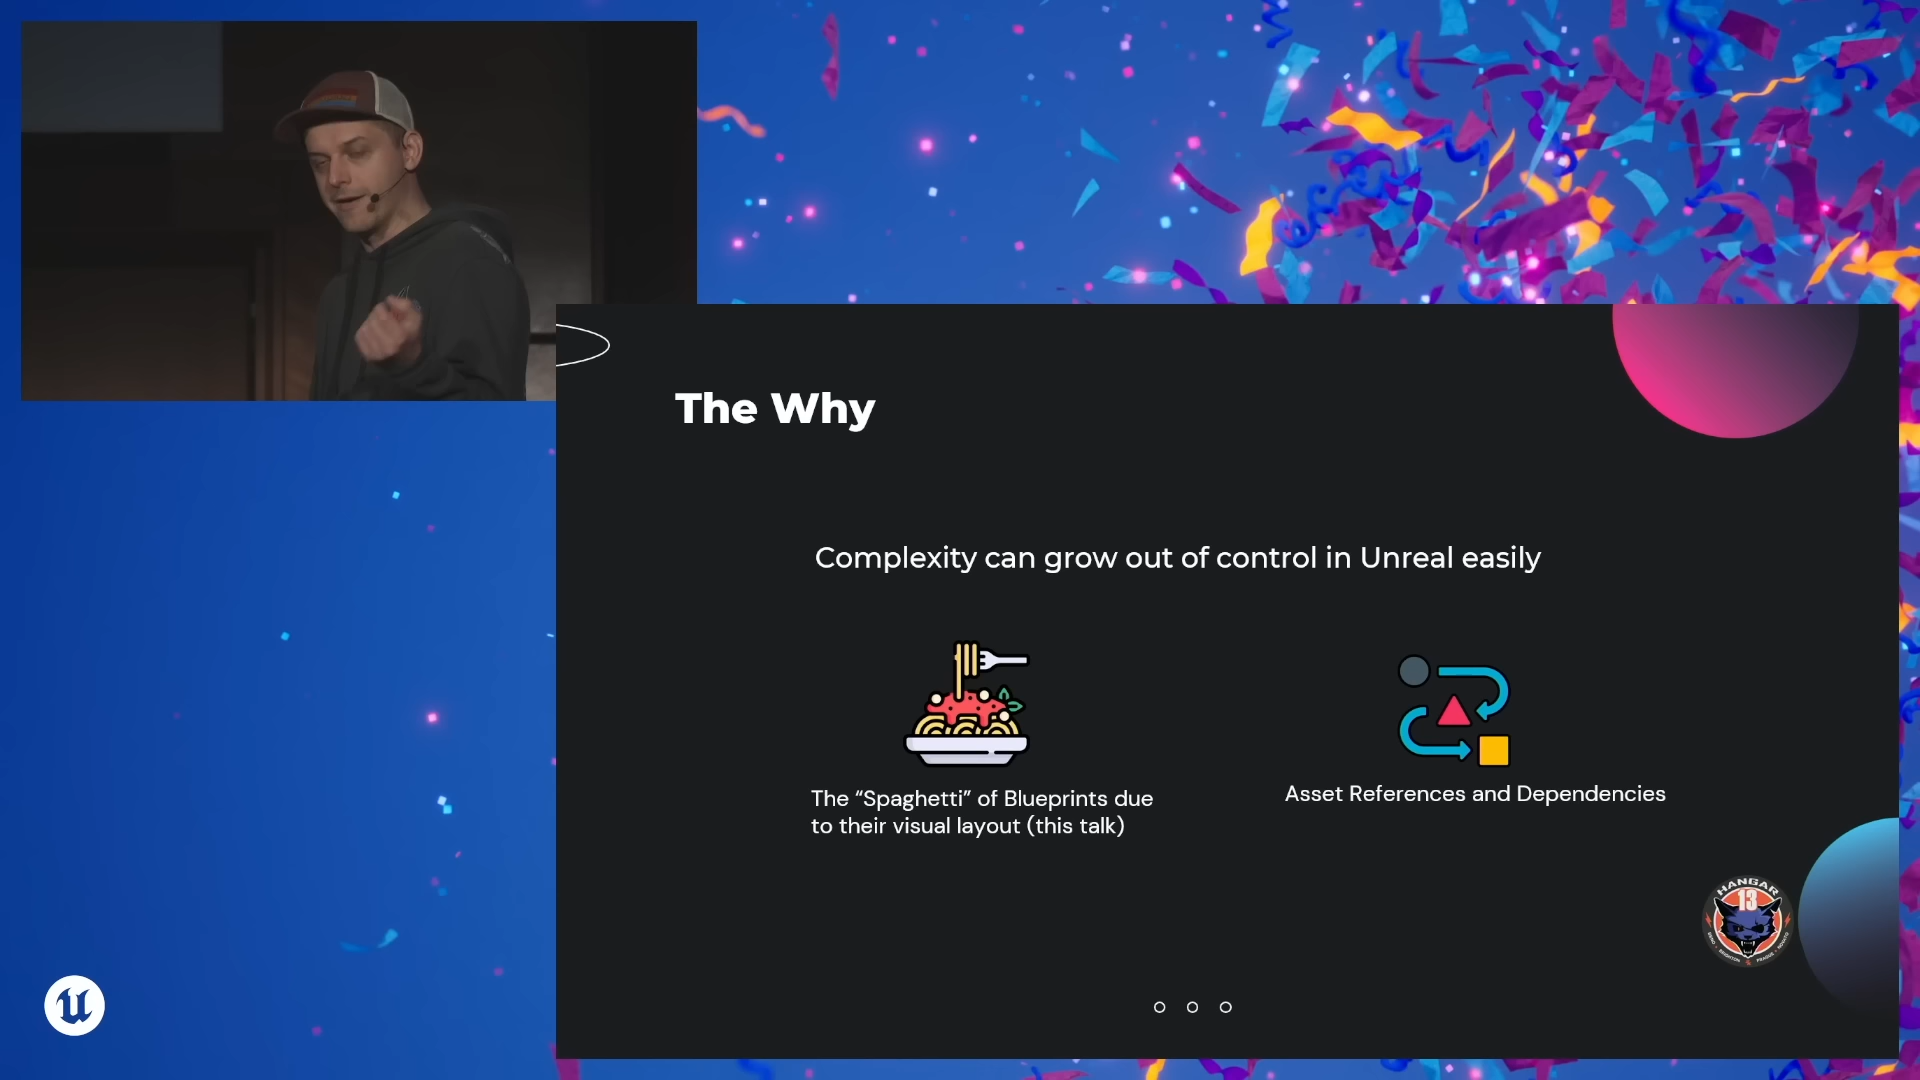 The Why
Complexity can grow out of control in Unreal easily
The “Spaghetti” of Blueprints due
to their visual layout (this talk)
Asset References and Dependencies
HANGAR
13